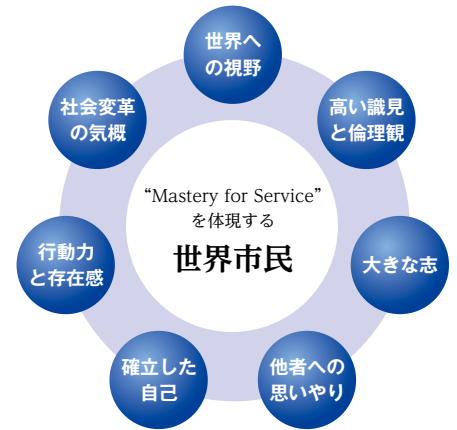 世界へ
の視野
高い識見
と倫理観
大きな志
他者への
思いやり
確立した
自己
行動力
と存在感
社会変革
の気概
“Mastery for Service”
を体現する
世界市民